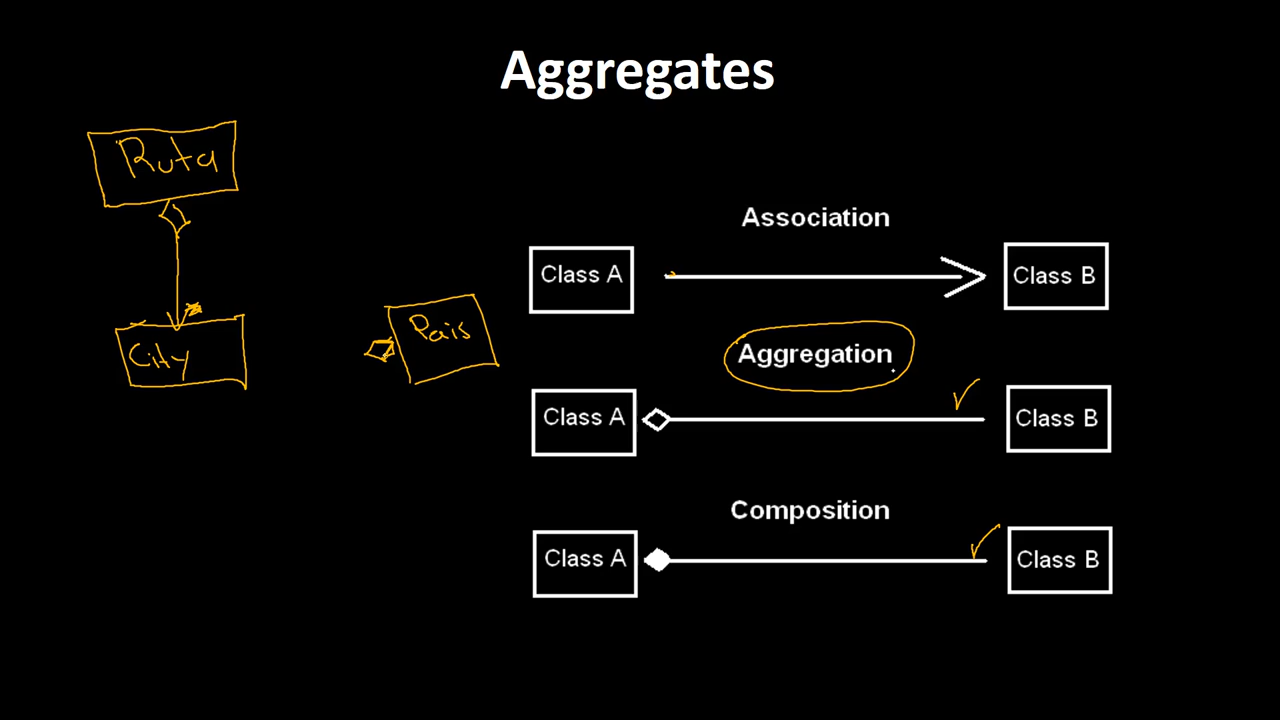 Aggregates
Ruta
City
Pais
Association
Class A
Class B
Aggregation
Class A
Class B
Composition
Class A
Class B